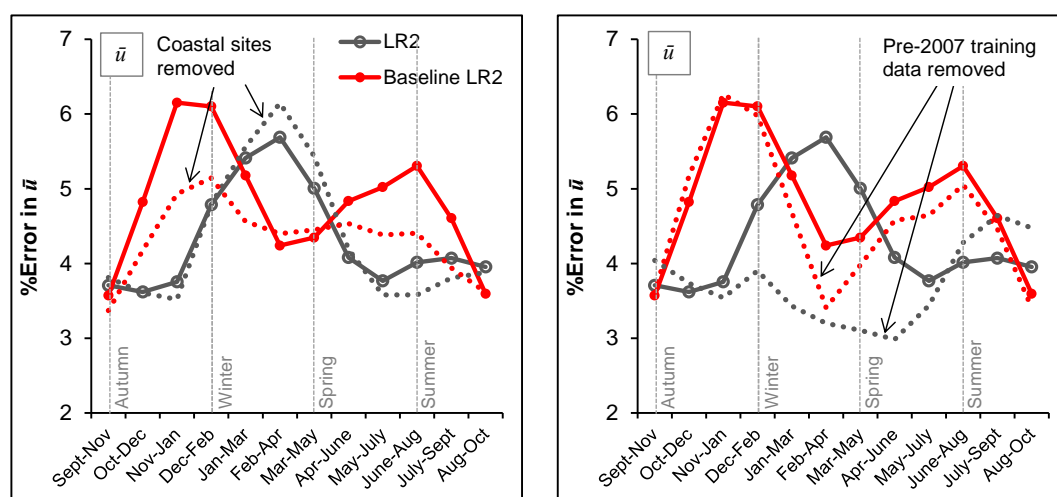 7
6
5
4
3
2
%Error in ū
ū
Coastal sites
removed
LR2
Baseline LR2
Autumn
Winter
Spring
Summer
Sept-Nov
Oct-Dec
Nov-Jan
Dec-Feb
Jan-Mar
Feb-Apr
Mar-May
Apr-June
May-July
June-Aug
July-Sept
Aug-Oct
7
6
5
4
3
2
%Error in ū
ū
Pre-2007 training
data removed
Autumn
Winter
Spring
Summer
Sept-Nov
Oct-Dec
Nov-Jan
Dec-Feb
Jan-Mar
Feb-Apr
Mar-May
Apr-June
May-July
June-Aug
July-Sept
Aug-Oct